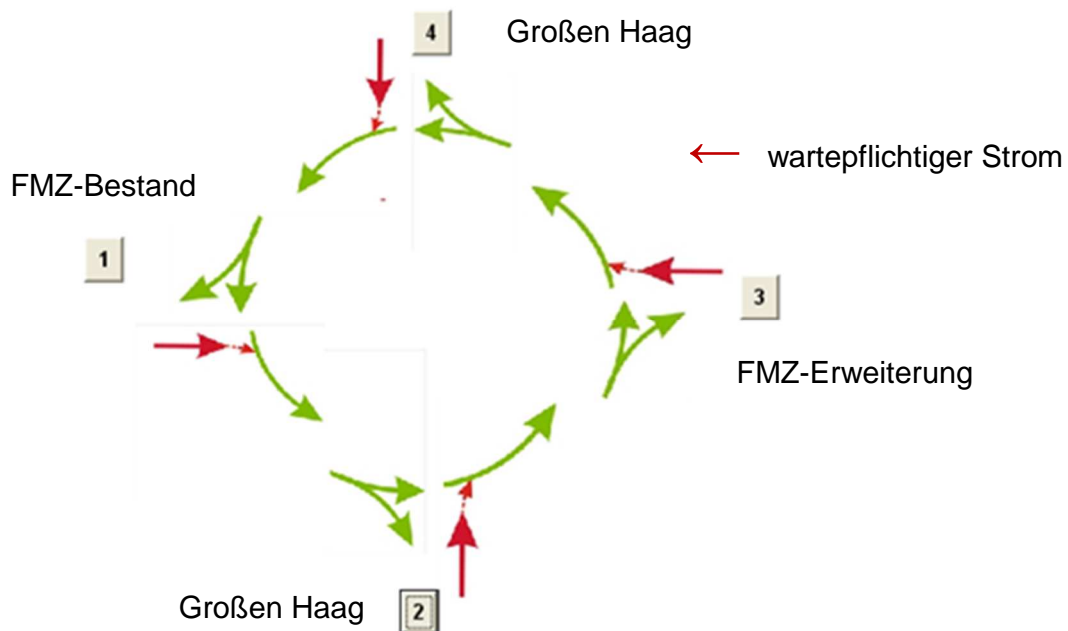 4
Großen Haag
← wartepflichtiger Strom
FMZ-Bestand
1
3
FMZ-Erweiterung
Großen Haag
2